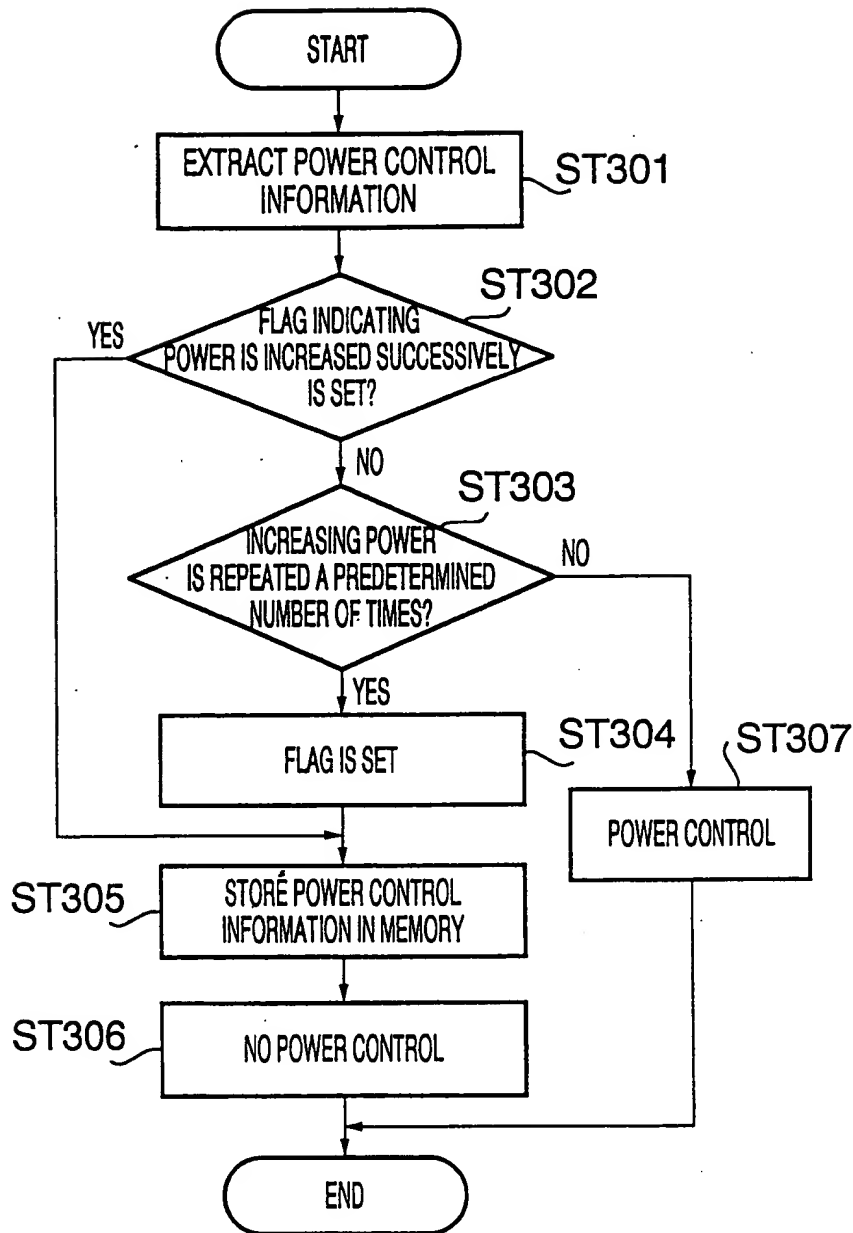 START
EXTRACT POWER CONTROL
INFORMATION
ST301
ST302
FLAG INDICATING
POWER IS INCREASED SUCCESSIVELY
IS SET?
YES
NO
ST303
INCREASING POWER
IS REPEATED A PREDETERMINED
NUMBER OF TIMES?
NO
YES
ST304
FLAG IS SET
ST307
POWER CONTROL
ST305
STORE POWER CONTROL
INFORMATION IN MEMORY
ST306
NO POWER CONTROL
END